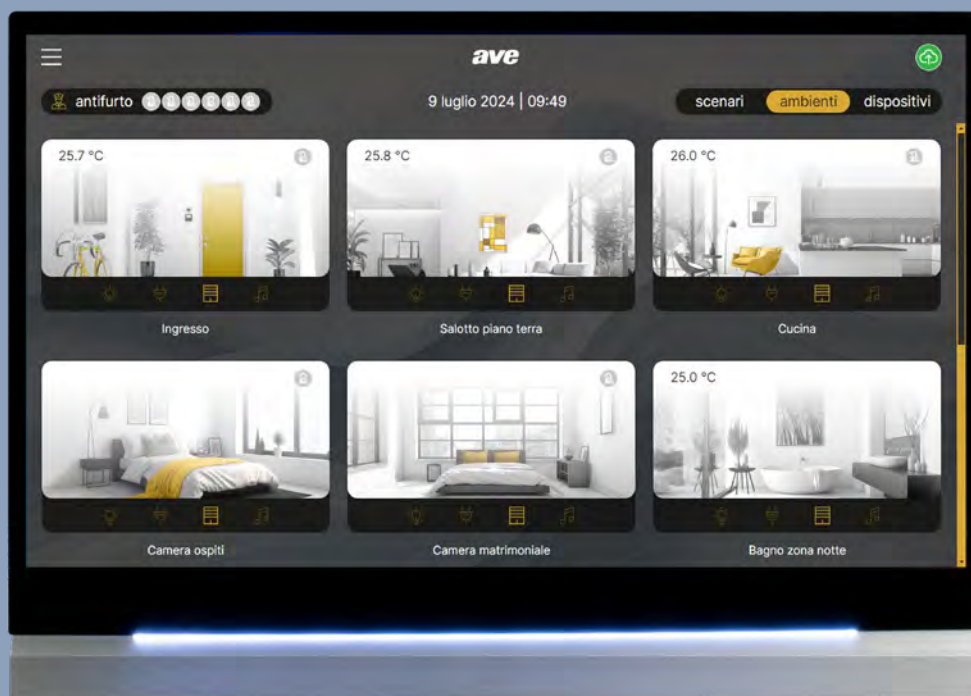 ave
antifurto
9 luglio 2024 | 09:49
scenari ambienti dispositivi
25.7 °C
25.8 °C
26.0 °C
Ingresso
Salotto piano terra
Cucina
25.0 °C
Camera ospiti
Camera matrimoniale
Bagno zona notte